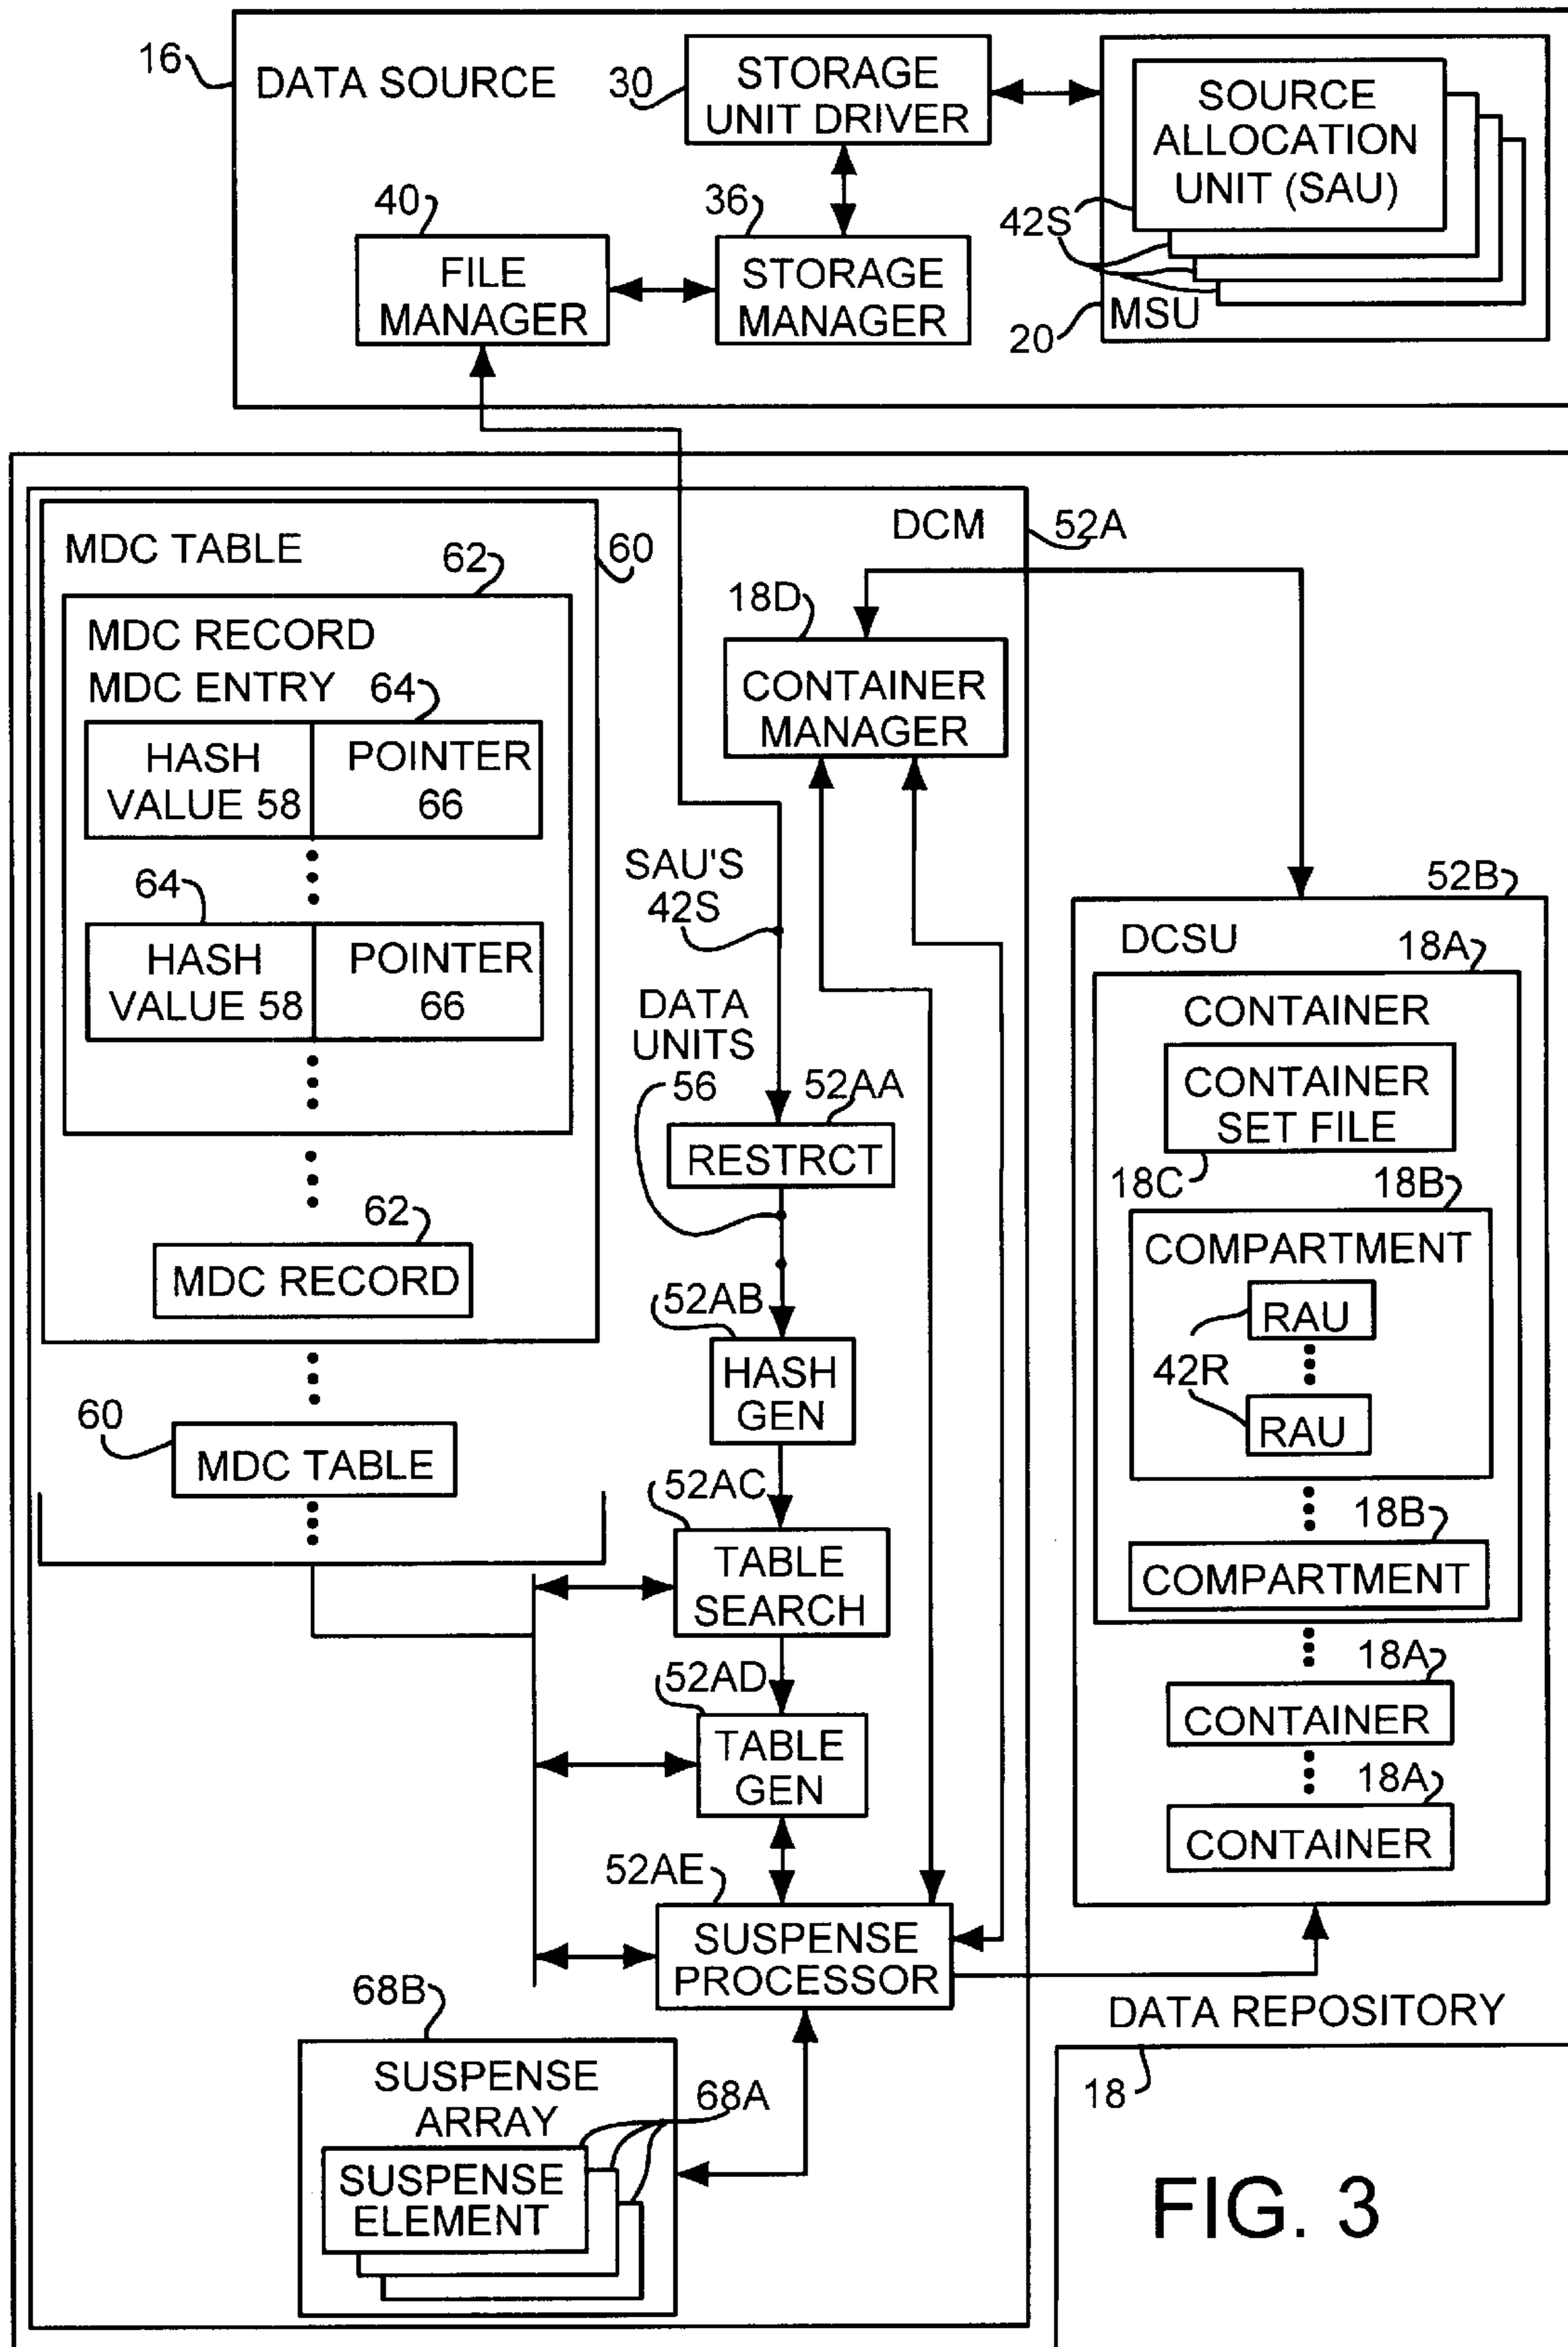 16
DATA SOURCE
30
STORAGE
UNIT DRIVER
SOURCE
ALLOCATION
UNIT (SAU)
42S
MSU
20
40
FILE
MANAGER
36
STORAGE
MANAGER
DCM
52A
MDC TABLE
60
62
MDC RECORD
MDC ENTRY
64
HASH
VALUE 58
POINTER
66
64
HASH
VALUE 58
POINTER
66
62
MDC RECORD
60
MDC TABLE
18D
CONTAINER
MANAGER
SAU'S
42S
DATA
UNITS
56
52AA
RESTRCT
52AB
HASH
GEN
52AC
TABLE
SEARCH
52AD
TABLE
GEN
52AE
SUSPENSE
PROCESSOR
68B
SUSPENSE
ARRAY
68A
SUSPENSE
ELEMENT
52B
DCSU
18A
CONTAINER
CONTAINER
SET FILE
18C
18B
COMPARTMENT
RAU
42R
RAU
18B
COMPARTMENT
18A
CONTAINER
18A
CONTAINER
DATA REPOSITORY
18
FIG. 3